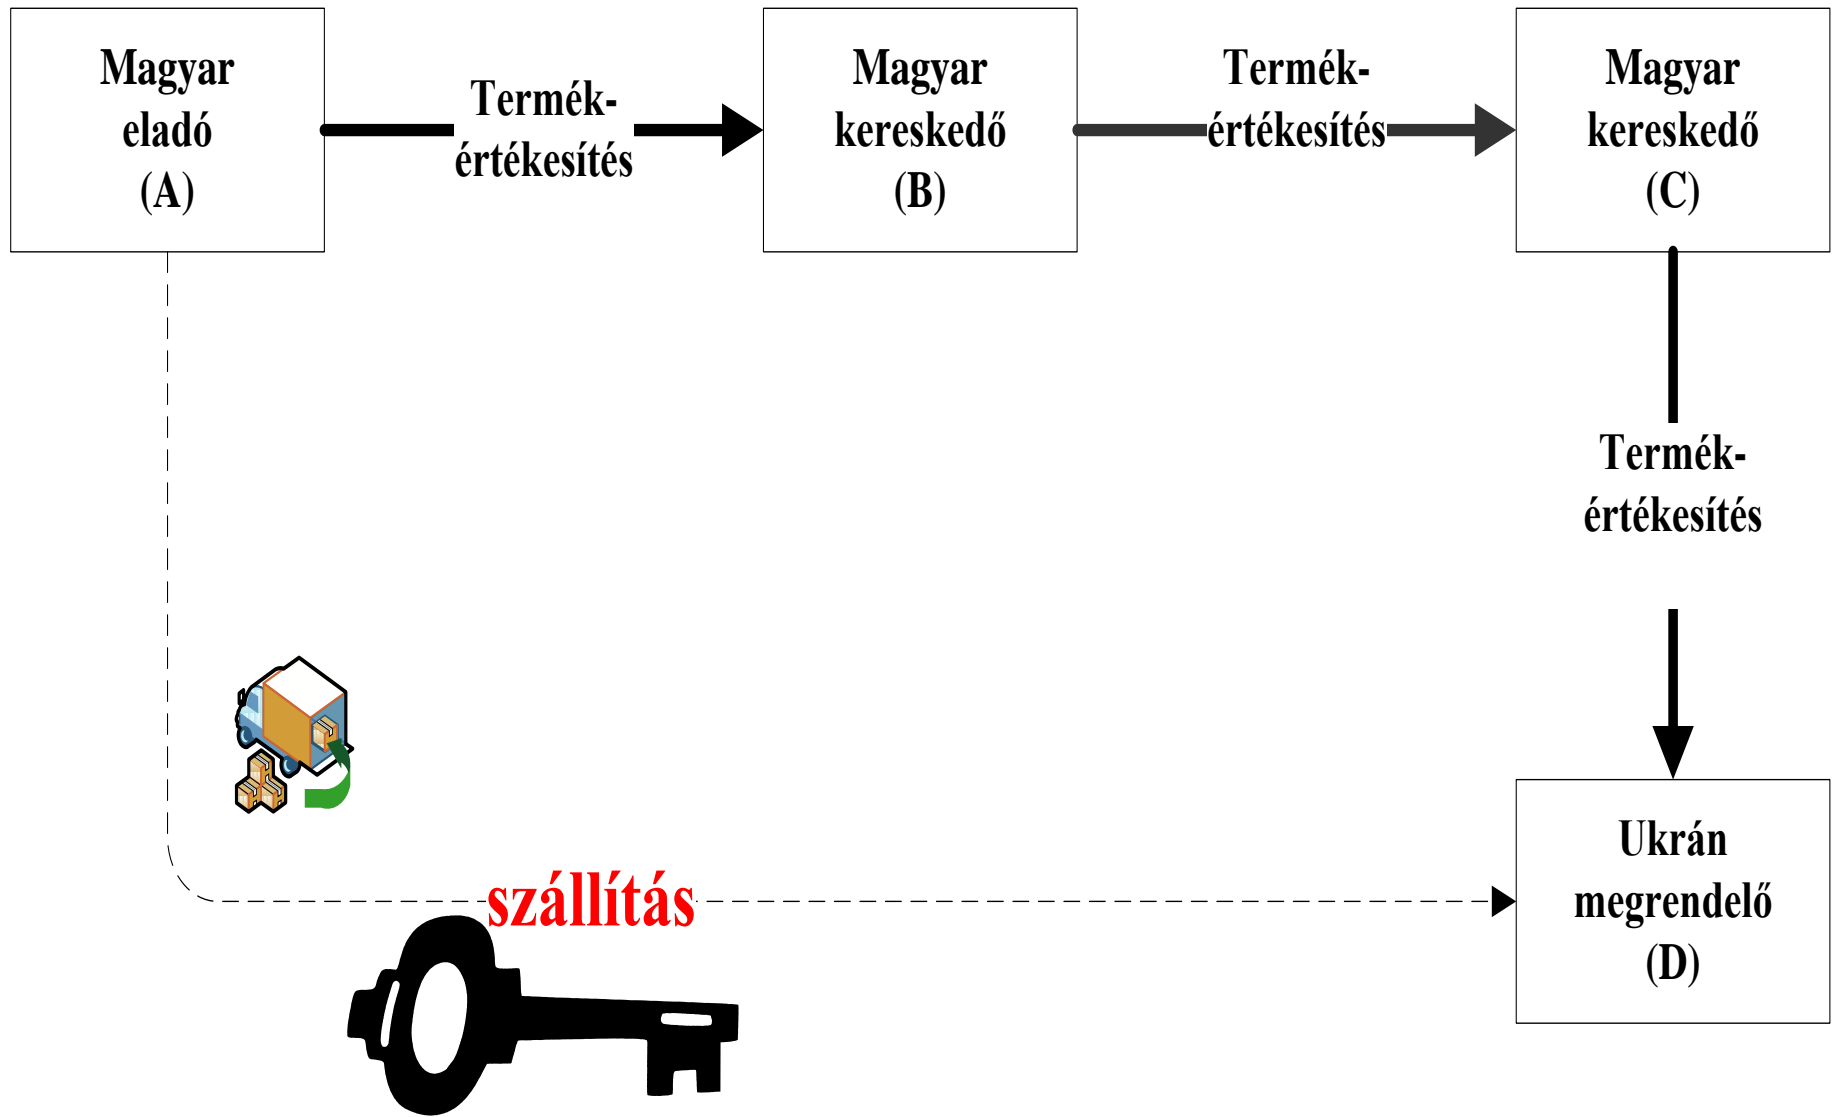 Magyar
eladó
(A)
Termék-
értékesítés
Magyar
kereskedő
(B)
Termék-
értékesítés
Magyar
kereskedő
(C)
Termék-
értékesítés
szállítás
Ukrán
megrendelő
(D)